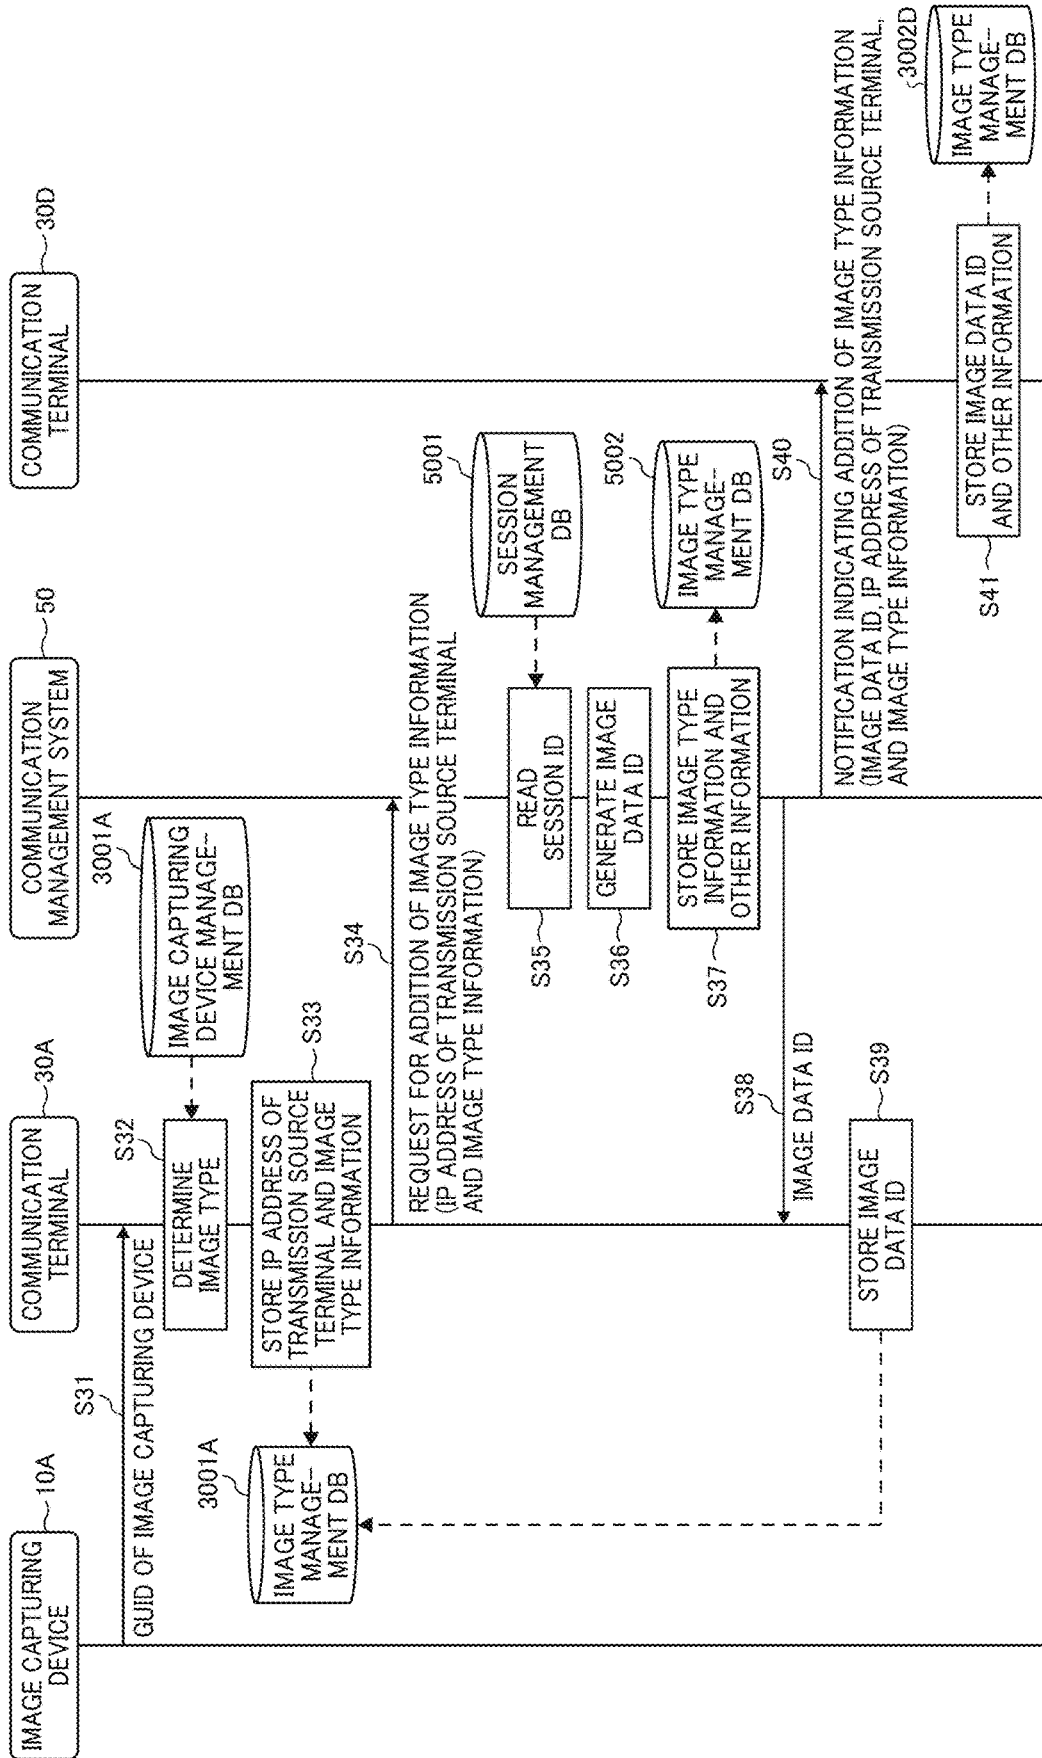 IMAGE CAPTURING
DEVICE
10A
COMMUNICATION
TERMINAL
30A
COMMUNICATION
MANAGEMENT SYSTEM
50
COMMUNICATION
TERMINAL
30D
S31
GUID OF IMAGE CAPTURING DEVICE
S32
DETERMINE
IMAGE TYPE
3001A
IMAGE CAPTURING
DEVICE MANAGE-
MENT DB
S33
STORE IP ADDRESS OF
TRANSMISSION SOURCE
TERMINAL AND IMAGE
TYPE INFORMATION
3001A
IMAGE TYPE
MANAGE-
MENT DB
S34
REQUEST FOR ADDITION OF IMAGE TYPE INFORMATION
(IP ADDRESS OF TRANSMISSION SOURCE TERMINAL
AND IMAGE TYPE INFORMATION)
5001
SESSION
MANAGEMENT
DB
READ
SESSION ID
S35
GENERATE IMAGE
DATA ID
S36
5002
IMAGE TYPE
MANAGE-
MENT DB
STORE IMAGE TYPE
INFORMATION AND
OTHER INFORMATION
S37
S38
IMAGE DATA ID
S39
STORE IMAGE
DATA ID
S40
NOTIFICATION INDICATING ADDITION OF IMAGE TYPE INFORMATION
(IMAGE DATA ID, IP ADDRESS OF TRANSMISSION SOURCE TERMINAL,
AND IMAGE TYPE INFORMATION)
3002D
IMAGE TYPE
MANAGE-
MENT DB
STORE IMAGE DATA ID
AND OTHER INFORMATION
S41